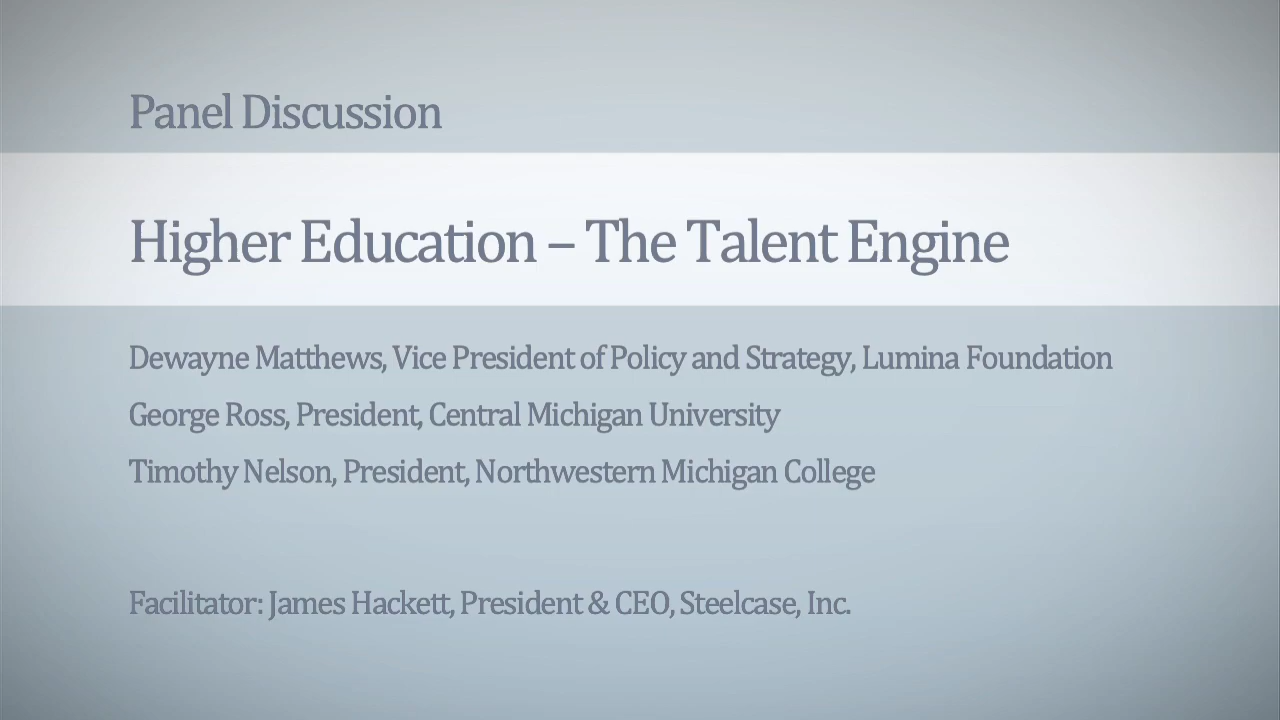 Panel Discussion
Higher Education – The Talent Engine
Dewayne Matthews, Vice President of Policy and Strategy, Lumina Foundation
George Ross, President, Central Michigan University
Timothy Nelson, President, Northwestern Michigan College
Facilitator: James Hackett, President & CEO, Steelcase, Inc.